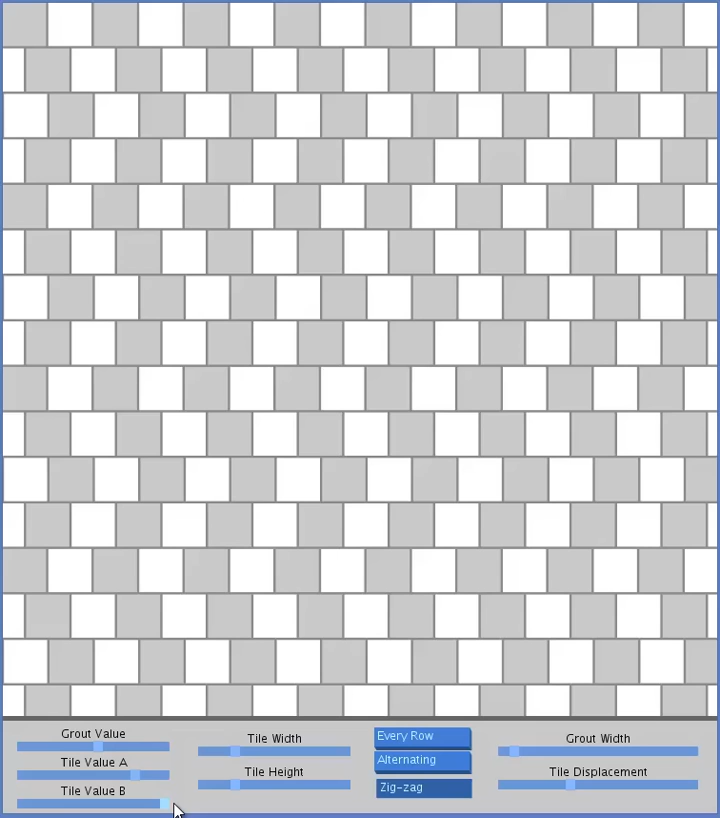 Grout Value
Tile Value A
Tile Value B
Tile Width
Tile Height
Every Row
Alternating
Zig-zag
Grout Width
Tile Displacement